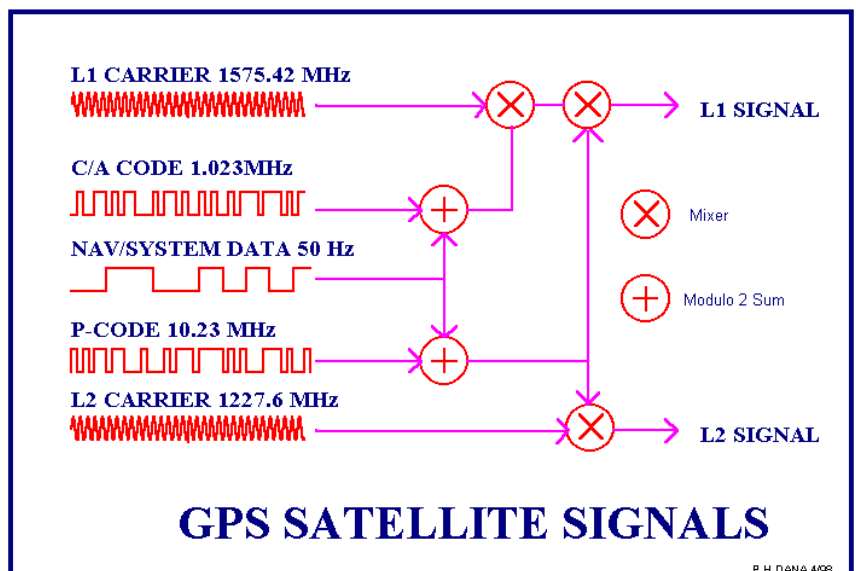 L1 CARRIER 1575.42 MHz
L1 SIGNAL
C/A CODE 1.023MHz
Mixer
NAV/SYSTEM DATA 50 Hz
Modulo 2 Sum
P-CODE 10.23 MHz
L2 CARRIER 1227.6 MHz
L2 SIGNAL
GPS SATELLITE SIGNALS
P.H. DANA 4/98